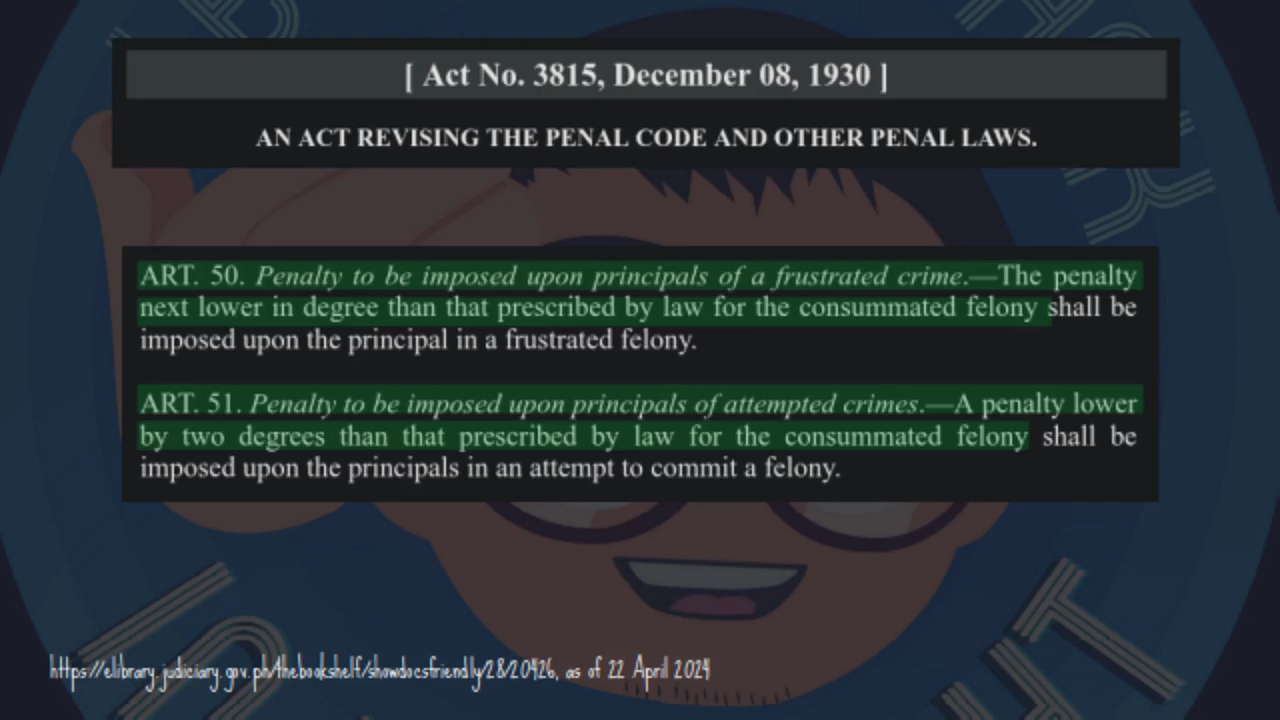 [ Act No. 3815, December 08, 1930 ]
AN ACT REVISING THE PENAL CODE AND OTHER PENAL LAWS.
ART. 50. Penalty to be imposed upon principals of a frustrated crime.—The penalty
next lower in degree than that prescribed by law for the consummated felony shall be
imposed upon the principal in a frustrated felony.
ART. 51. Penalty to be imposed upon principals of attempted crimes.—A penalty lower
by two degrees than that prescribed by law for the consummated felony shall be
imposed upon the principals in an attempt to commit a felony.
https://elibrary.judiciary.gov.ph/thebookshelf/showdocsfriendly/28/20426, as of 22 April 2024